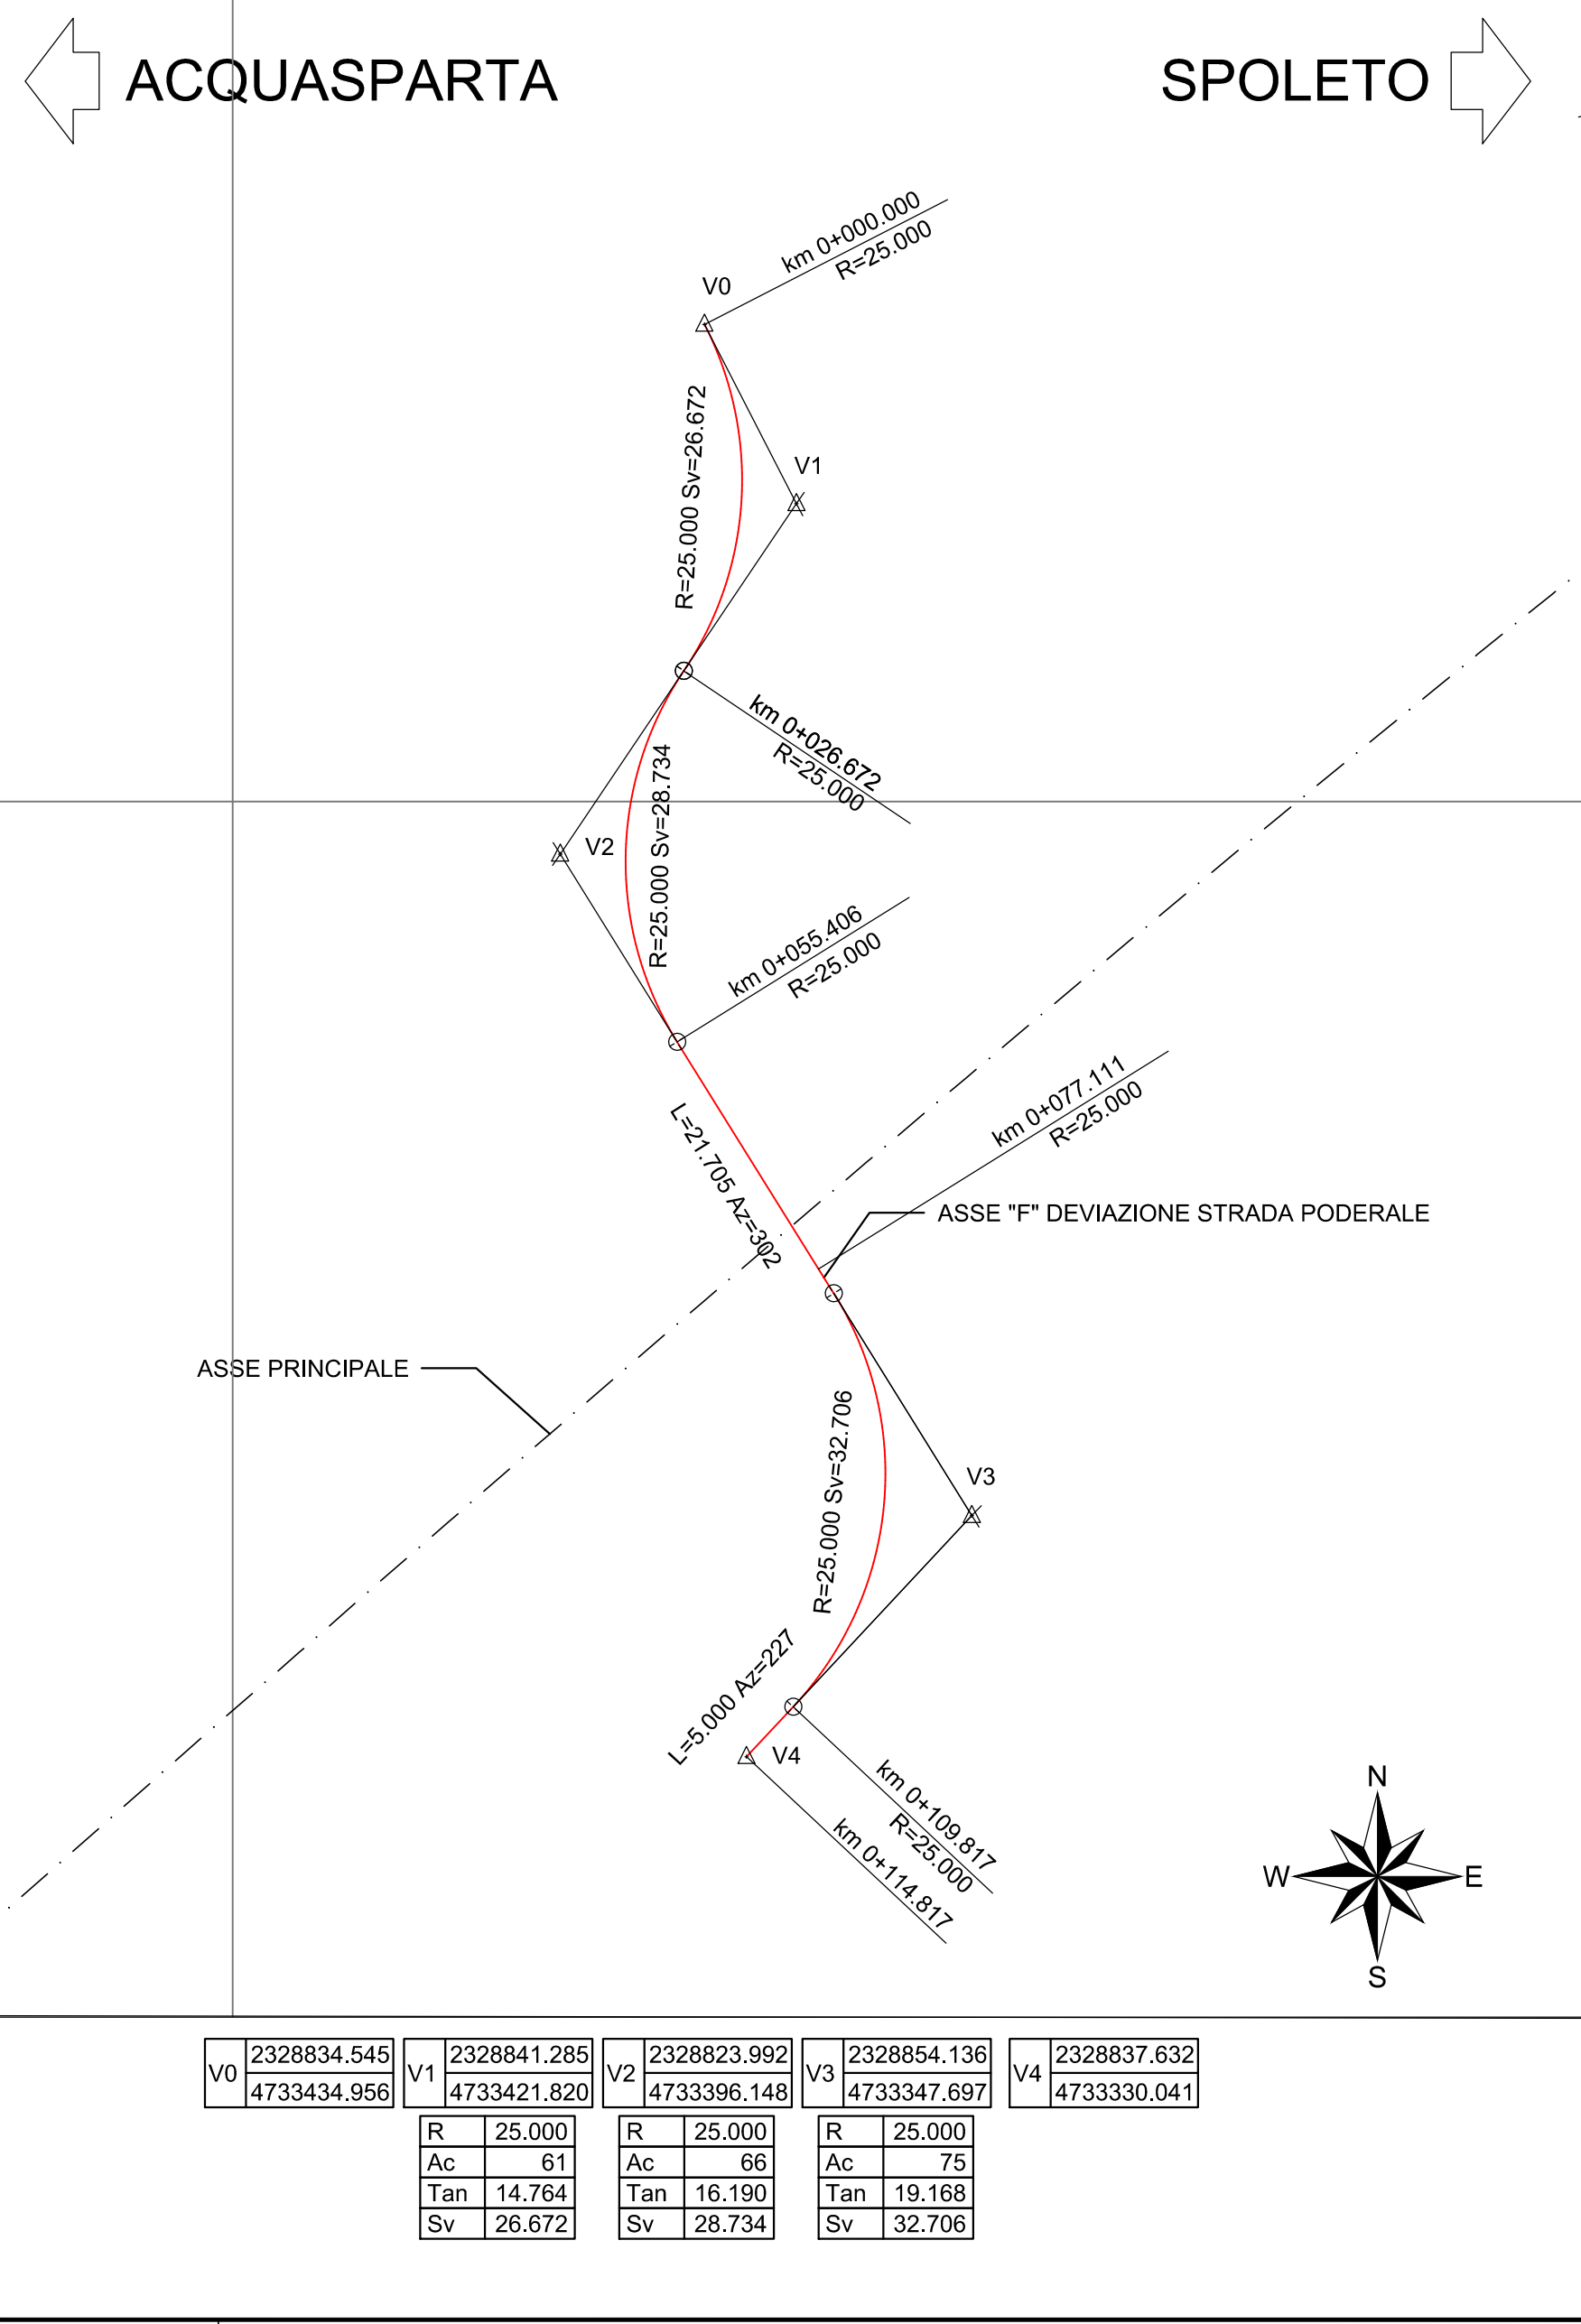 ACQUASPARTA
SPOLETO
km 0+000.000
R=25.000
V0
R=25.000 Sv=26.672
V1
km 0+026.672
R=25.000
R=25.000 Sv=28.734
V2
km 0+055.406
R=25.000
km 0+077.111
R=25.000
L=21.705 Az=302
ASSE "F" DEVIAZIONE STRADA PODERALE
ASSE PRINCIPALE
R=25.000 Sv=32.706
V3
L=5.000 Az=227
V4
km 0+109.817
R=25.000
km 0+114.817
N
W
E
S
V0
2328834.545
4733434.956
V1
2328841.285
4733421.820
V2
2328823.992
4733396.148
V3
2328854.136
4733347.697
V4
2328837.632
4733330.041
R 25.000
Ac 61
Tan 14.764
Sv 26.672
R 25.000
Ac 66
Tan 16.190
Sv 28.734
R 25.000
Ac 75
Tan 19.168
Sv 32.706